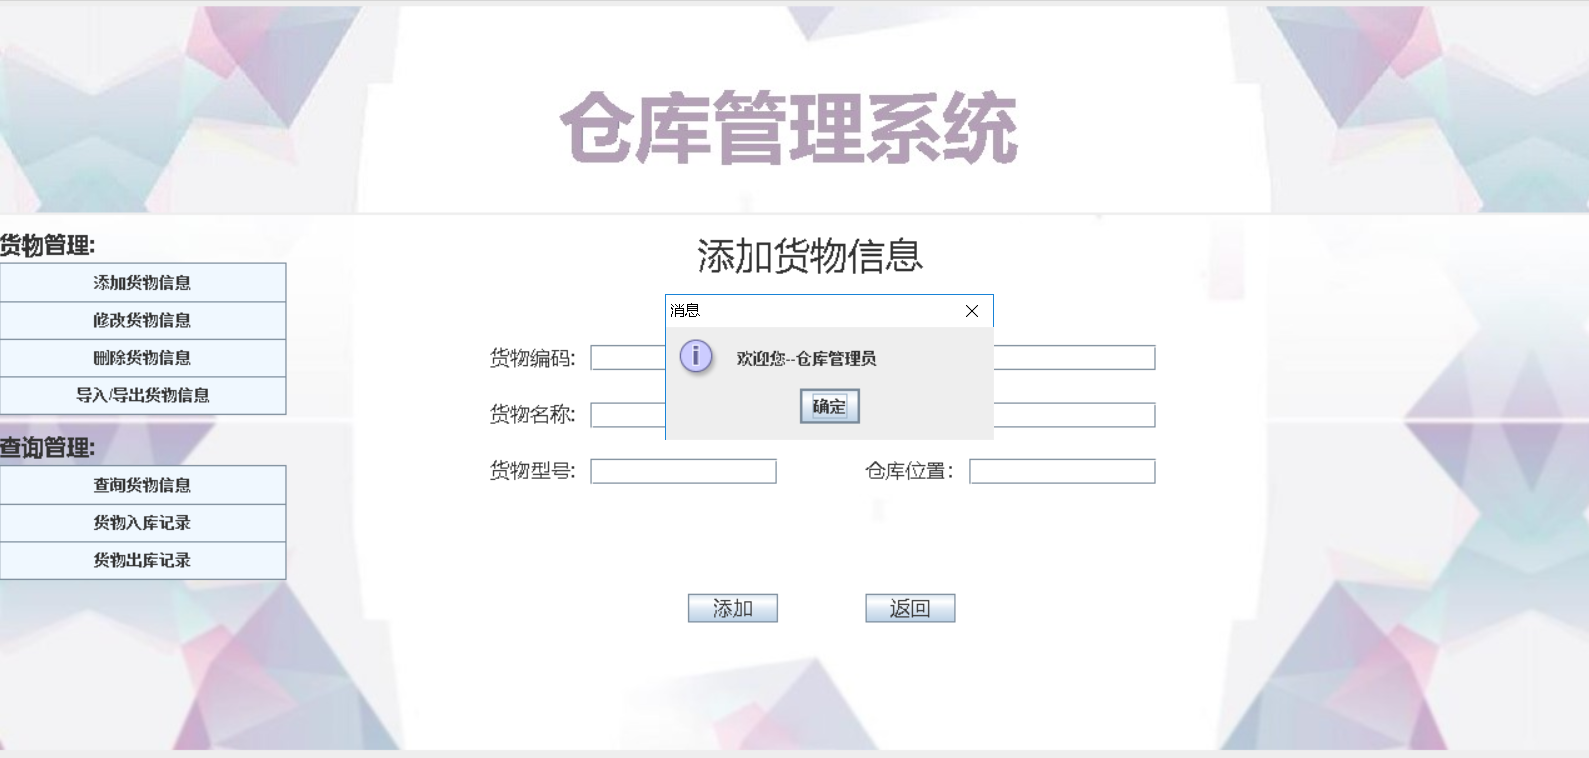 仓库管理系统
货物管理:
添加货物信息
修改货物信息
删除货物信息
导入/导出货物信息
查询管理:
查询货物信息
货物入库记录
货物出库记录
添加货物信息
消息
欢迎您--仓库管理员
确定
货物编码:
货物名称:
货物型号:
仓库位置:
添加
返回